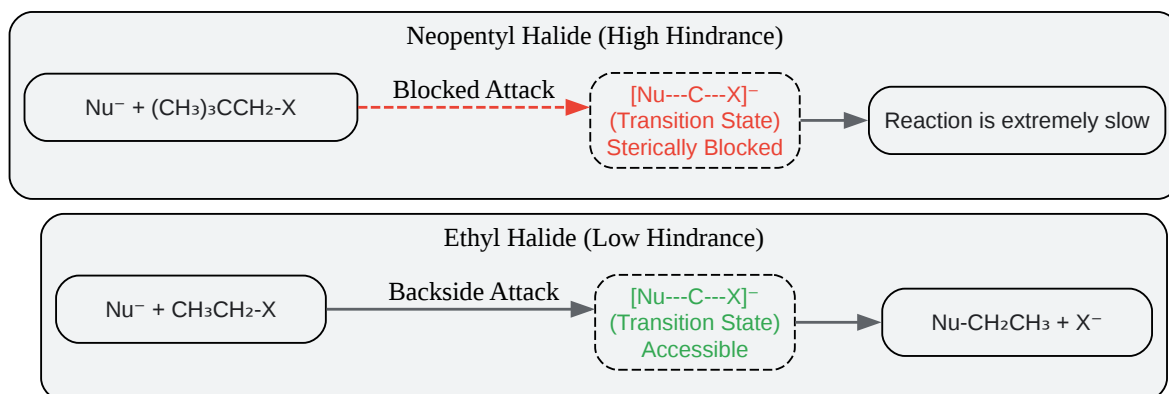 Neopentyl Halide (High Hindrance)
Nu⁻ + (CH₃)₃CCH₂-X
Blocked Attack
[Nu---C---X]⁻
(Transition State)
Sterically Blocked
Reaction is extremely slow
Ethyl Halide (Low Hindrance)
Nu⁻ + CH₃CH₂-X
Backside Attack
[Nu---C---X]⁻
(Transition State)
Accessible
Nu-CH₂CH₃ + X⁻